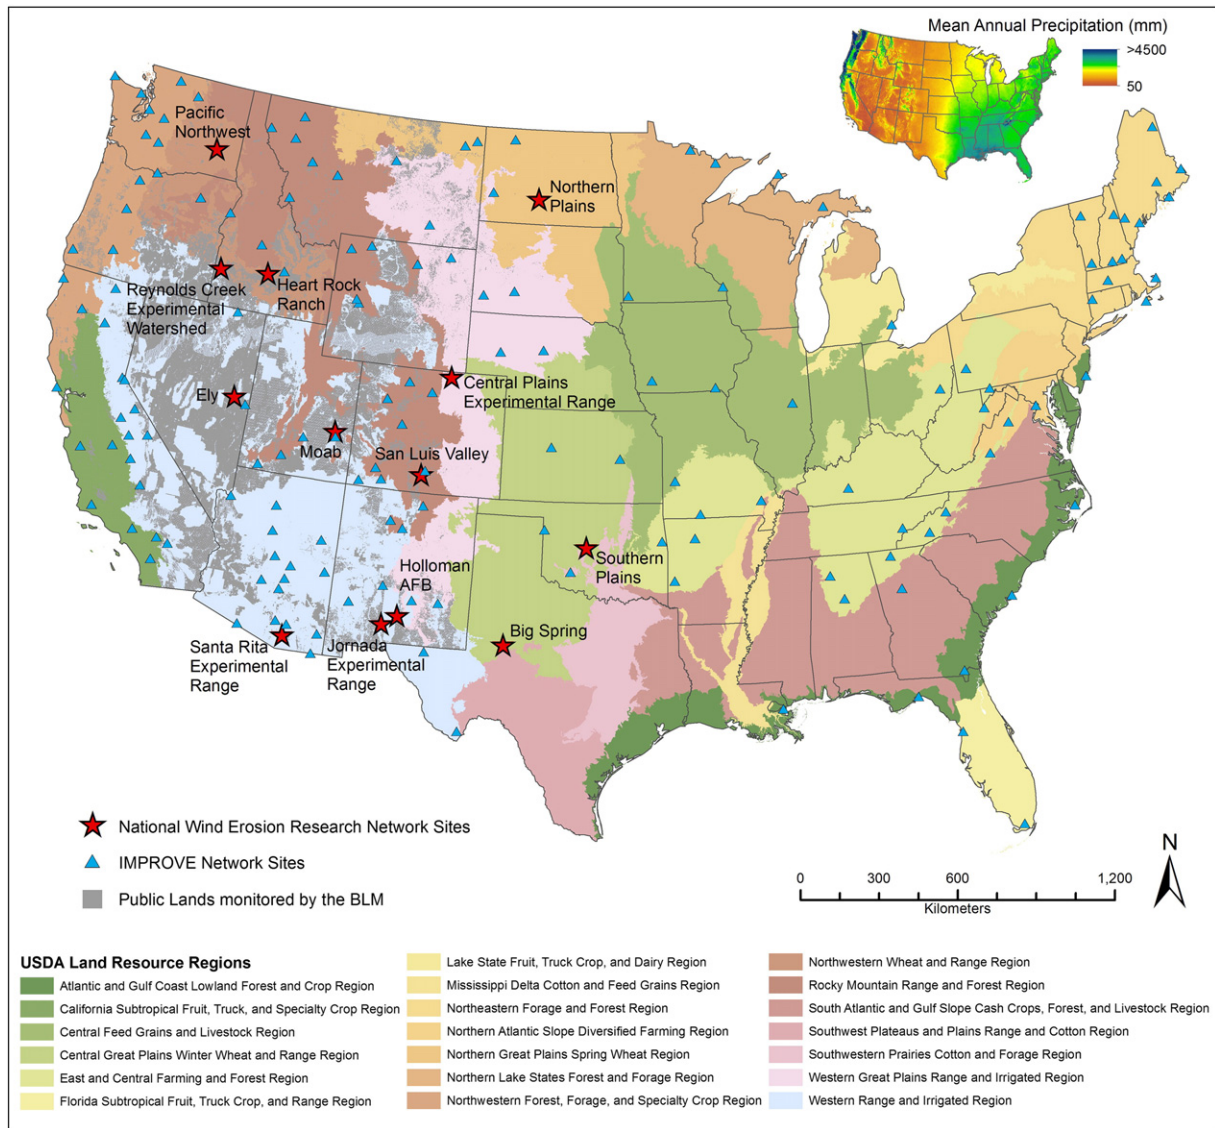 Mean Annual Precipitation (mm)
>4500
50
Pacific
Northwest
Northern
Plains
Reynolds Creek
Experimental
Watershed
Heart Rock
Ranch
Ely
Central Plains
Experimental Range
Moab
San Luis Valley
Southern
Plains
Holloman
AFB
Big Spring
Santa Rita
Experimental
Range
Jornada
Experimental
Range
National Wind Erosion Research Network Sites
IMPROVE Network Sites
Public Lands monitored by the BLM
N
0 300 600 1,200
Kilometers
USDA Land Resource Regions
Atlantic and Gulf Coast Lowland Forest and Crop Region
California Subtropical Fruit, Truck, and Specialty Crop Region
Central Feed Grains and Livestock Region
Central Great Plains Winter Wheat and Range Region
East and Central Farming and Forest Region
Florida Subtropical Fruit, Truck Crop, and Range Region
Lake State Fruit, Truck Crop, and Dairy Region
Mississippi Delta Cotton and Feed Grains Region
Northeastern Forage and Forest Region
Northern Atlantic Slope Diversified Farming Region
Northern Great Plains Spring Wheat Region
Northern Lake States Forest and Forage Region
Northwestern Forest, Forage, and Specialty Crop Region
Northwestern Wheat and Range Region
Rocky Mountain Range and Forest Region
South Atlantic and Gulf Slope Cash Crops, Forest, and Livestock Region
Southwest Plateaus and Plains Range and Cotton Region
Southwestern Prairies Cotton and Forage Region
Western Great Plains Range and Irrigated Region
Western Range and Irrigated Region